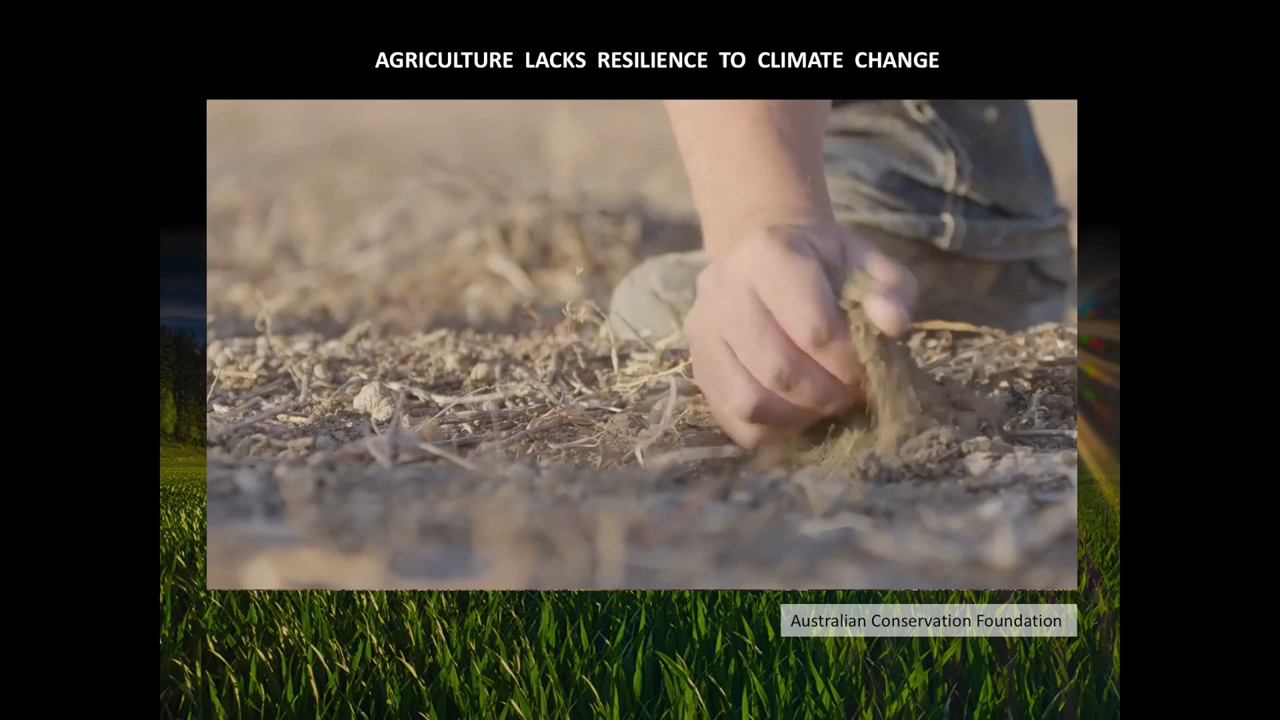 AGRICULTURE LACKS RESILIENCE TO CLIMATE CHANGE
Australian Conservation Foundation